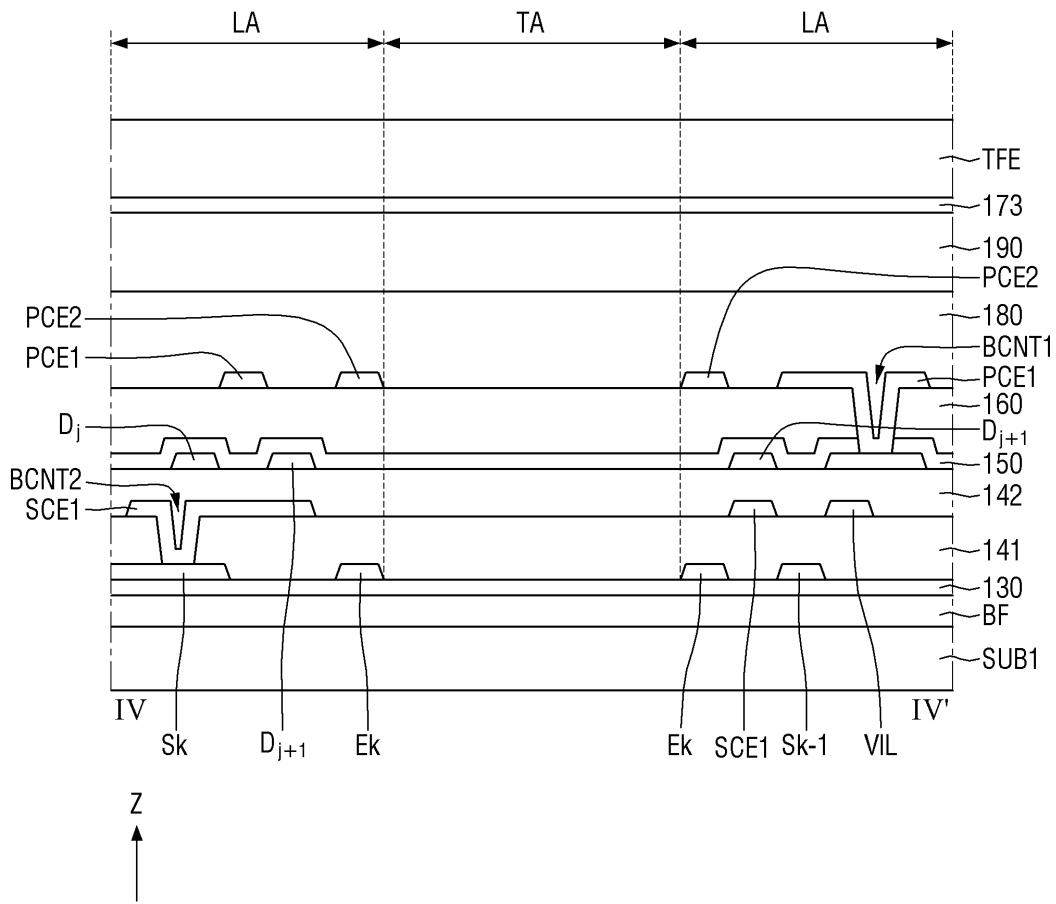 LA TA LA
TFE
173
190
PCE2
PCE2
180
PCE1
BCNT1
PCE1
160
Dj
Dj+1
150
BCNT2
142
SCE1
141
130
BF
SUB1
IV IV'
Sk Dj+1 Ek Ek SCE1 Sk-1 VIL
Z